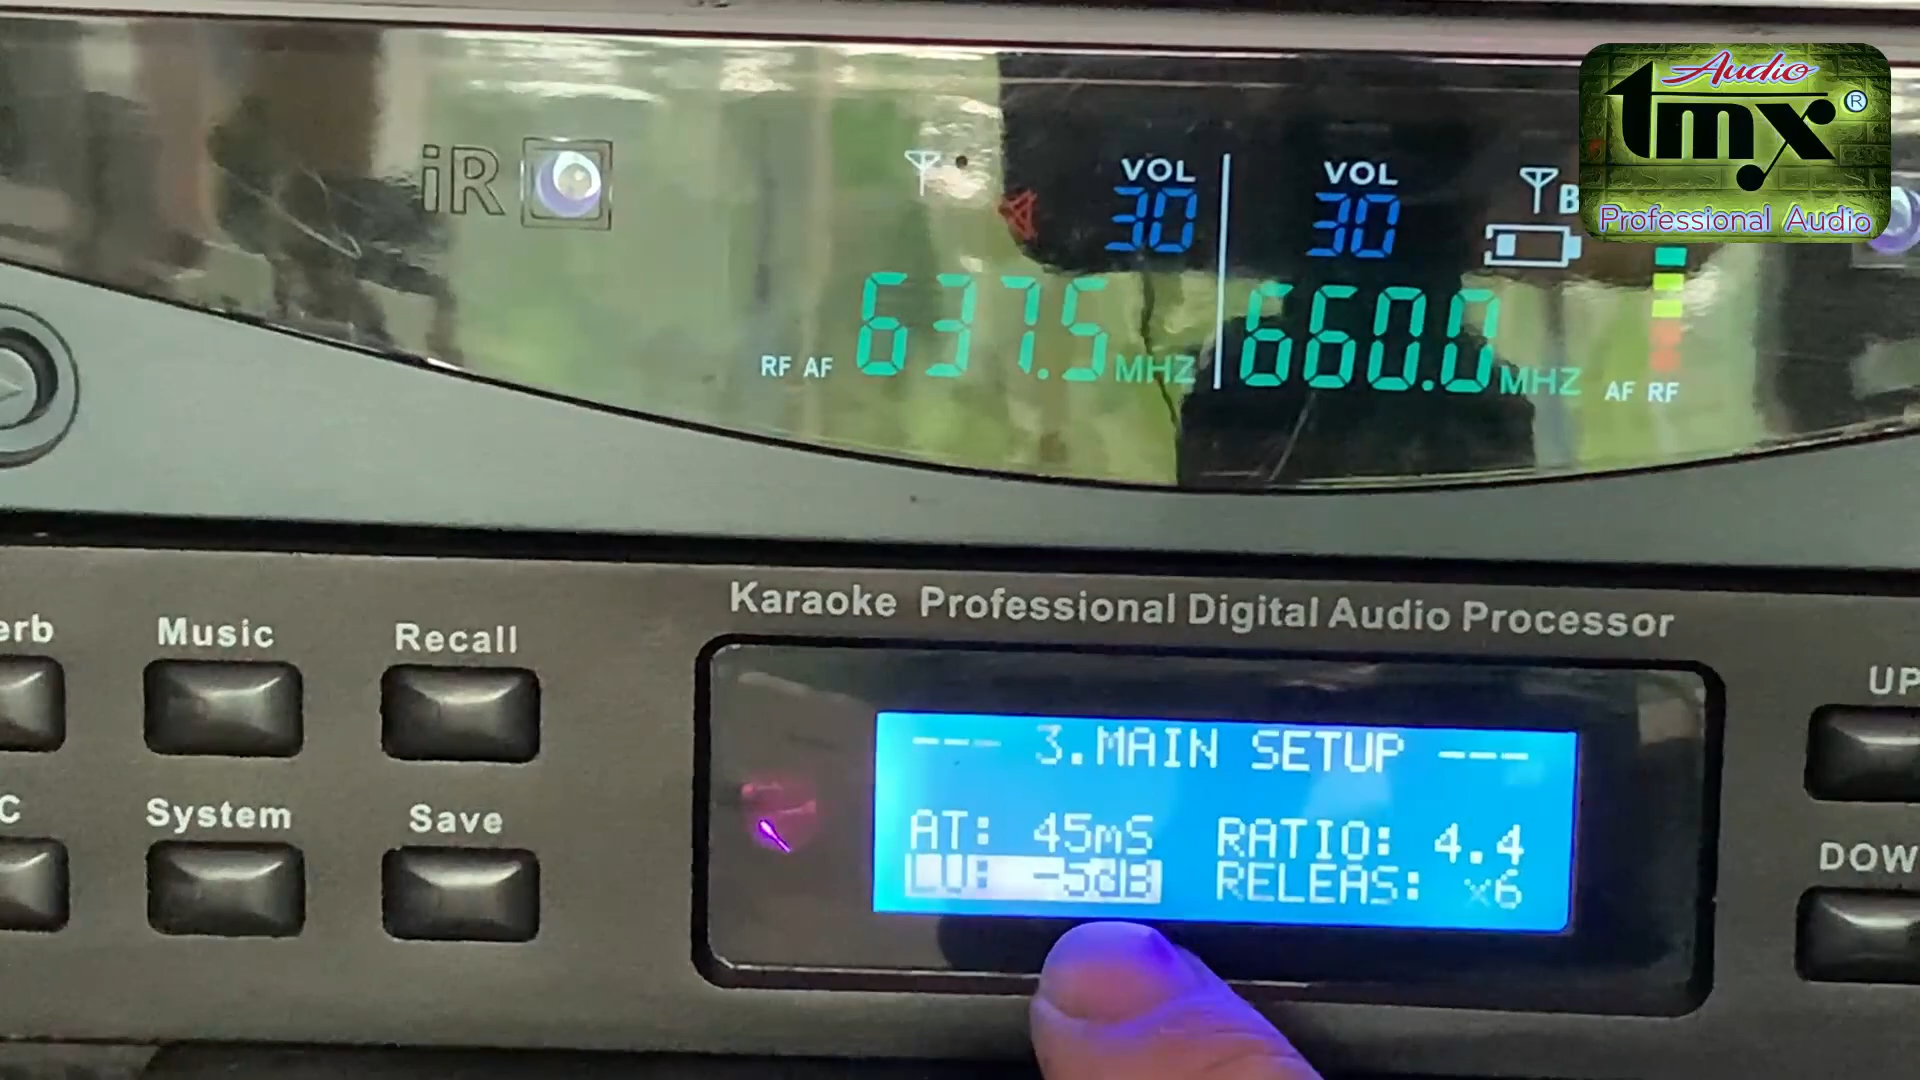 Audio
tmx®
Professional Audio
iR
VOL VOL
30 30
B
637.5 MHZ 660.0 MHZ
RF AF AF RF
Karaoke Professional Digital Audio Processor
Music Recall
UP
--- 3.MAIN SETUP ---
System Save
AT: 45mS RATIO: 4.4
LV: -5dB RELEAS: x6